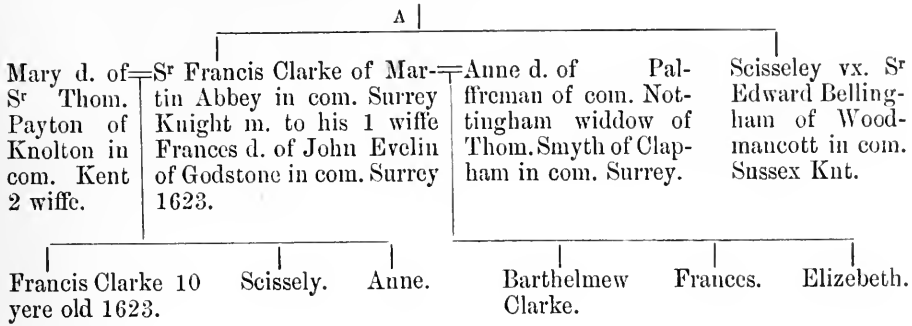 A
Mary d. of
Sʳ Thom.
Payton of
Knolton in
com. Kent
2 wiffe.
Sʳ Francis Clarke of Mar-
tin Abbey in com. Surrey
Knight m. to his 1 wiffe
Frances d. of John Evelin
of Godstone in com. Surrey
1623.
Anne d. of Pal-
ffreman of com. Not-
tingham widdow of
Thom. Smyth of Clap-
ham in com. Surrey.
Scisseley vx. Sʳ
Edward Belling-
ham of Wood-
mancott in com.
Sussex Knt.
Francis Clarke 10
yere old 1623.
Scissely.
Anne.
Barthelmew
Clarke.
Frances.
Elizebeth.